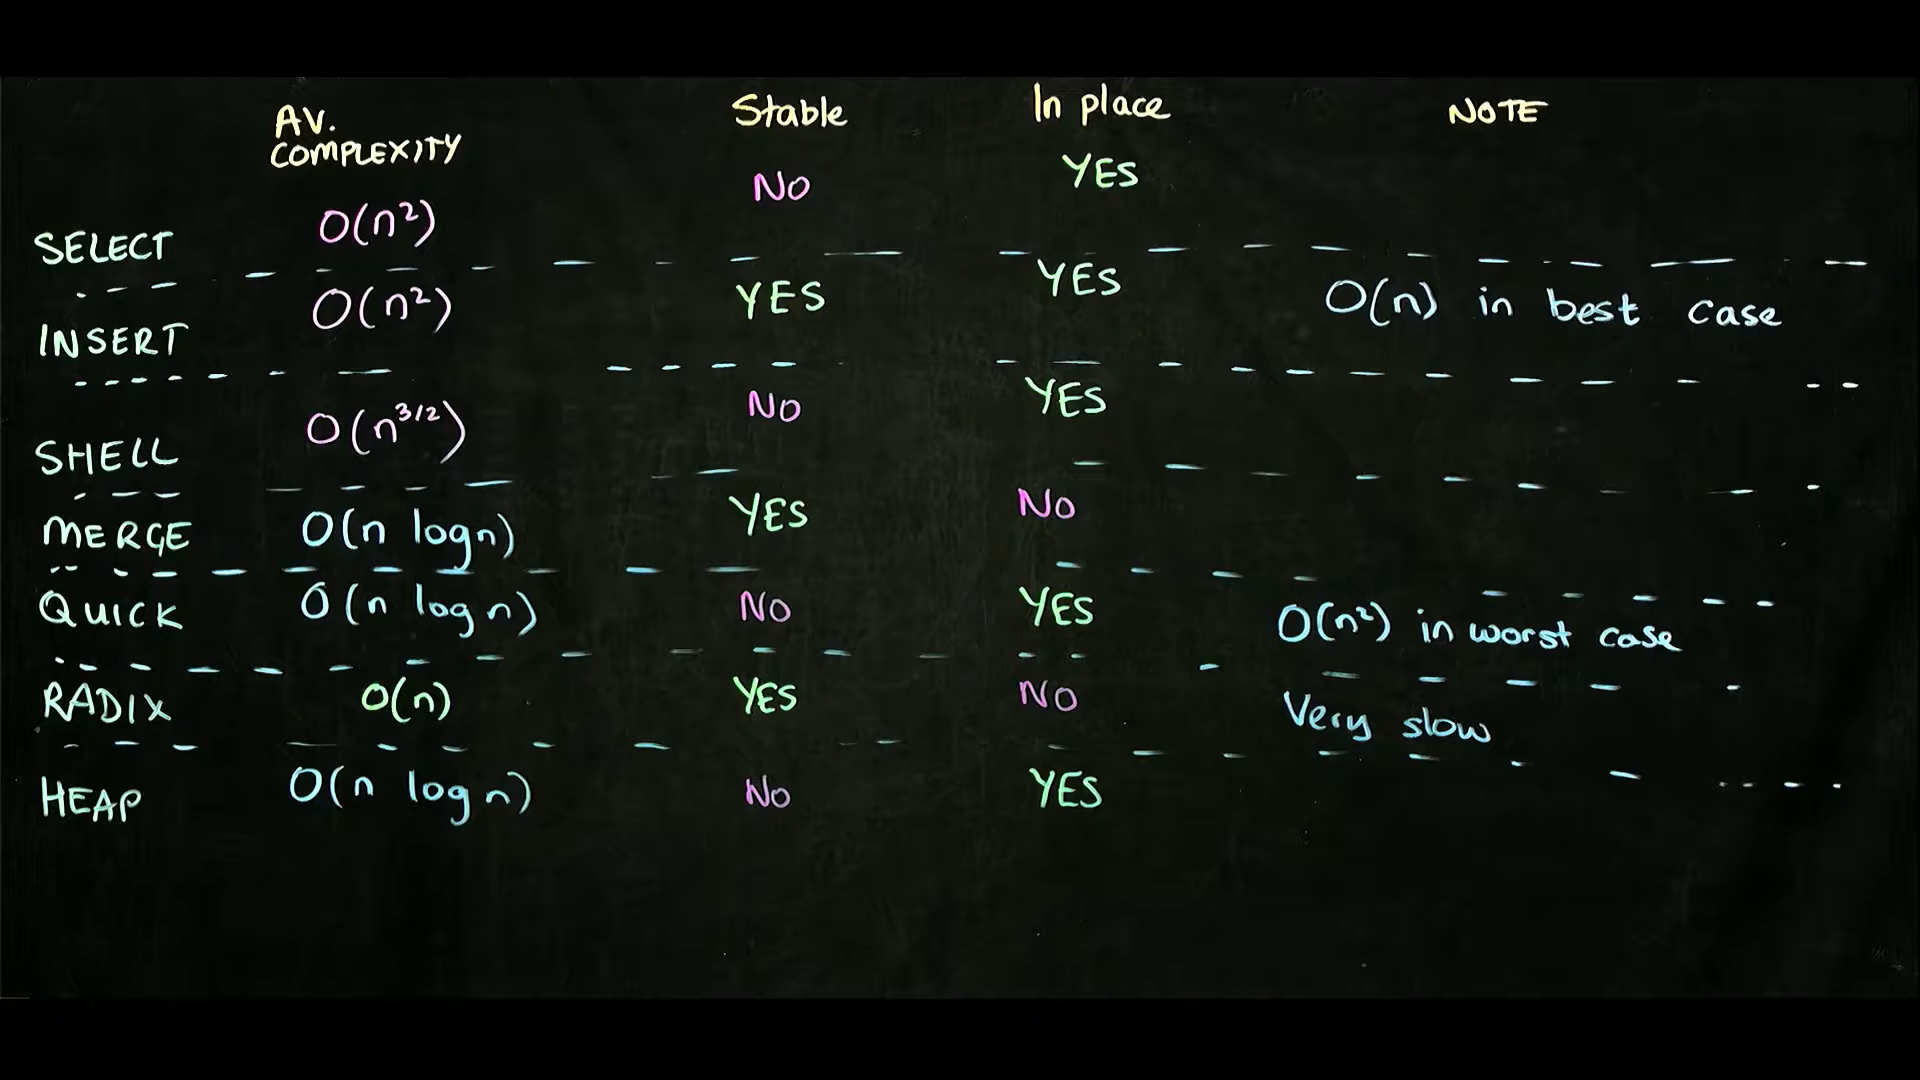 AV. COMPLEXITY Stable In place NOTE
SELECT O(n²) NO YES
INSERT O(n²) YES YES O(n) in best case
SHELL O(n³/²) NO YES
MERGE O(n log n) YES NO
QUICK O(n log n) NO YES O(n²) in worst case
RADIX O(n) YES NO Very slow
HEAP O(n log n) NO YES